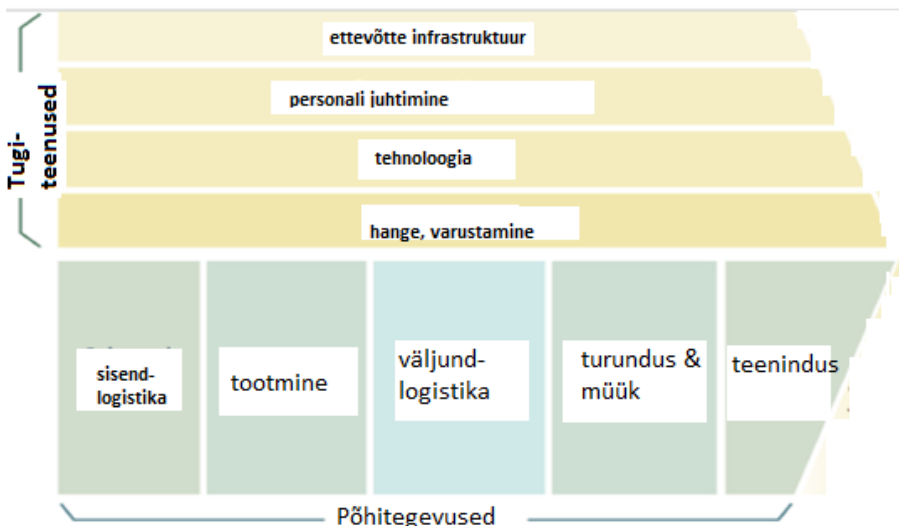 ettevõtte infrastruktuur
personali juhtimine
tehnoloogia
hange, varustamine
Tugi-
teenused
sisend-
logistika
tootmine
väljund-
logistika
turundus &
müük
teenindus
Põhitegevused